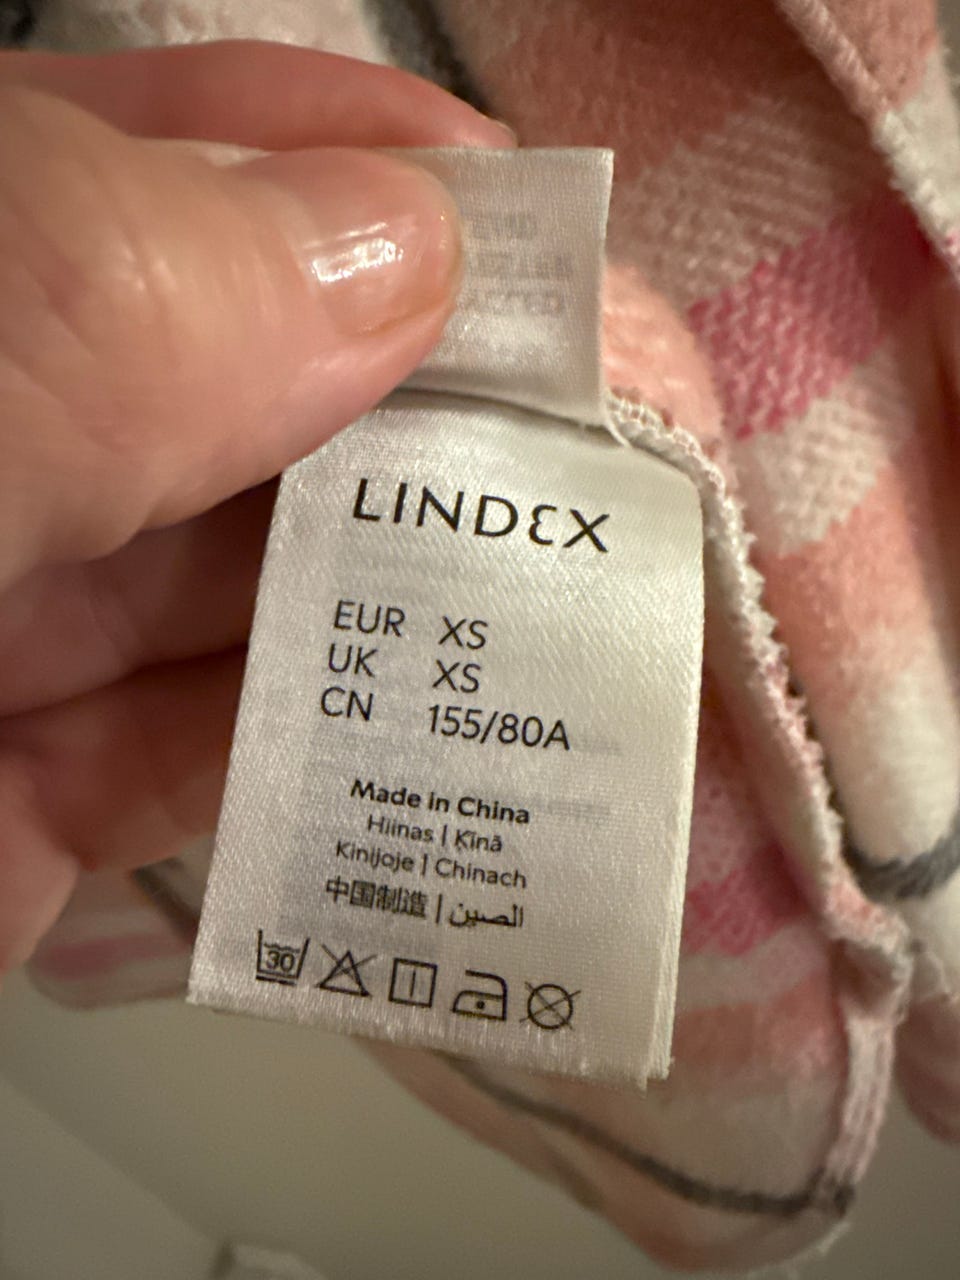 LINDEX
EUR XS
UK XS
CN 155/80A
Made in China
Hiinas | Ķīnā
Kinijoje | Chinach
中国制造 | الصين
30